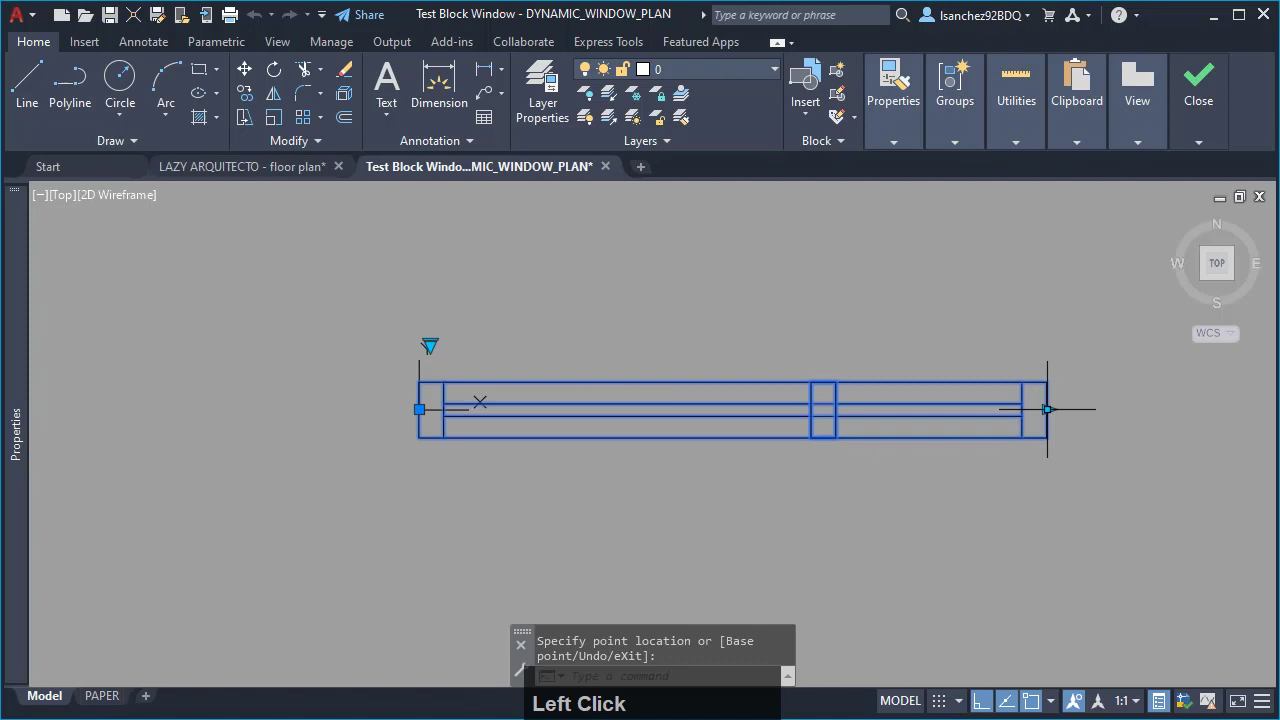 Share
Test Block Window - DYNAMIC_WINDOW_PLAN
Type a keyword or phrase
lsanchez92BDQ
Home
Insert
Annotate
Parametric
View
Manage
Output
Add-ins
Collaborate
Express Tools
Featured Apps
0
Line
Polyline
Circle
Arc
Text
Dimension
Layer
Properties
Insert
Properties
Groups
Utilities
Clipboard
View
Close
Draw
Modify
Annotation
Layers
Block
Start
LAZY ARQUITECTO - floor plan*
Test Block Windo...MIC_WINDOW_PLAN*
[−][Top][2D Wireframe]
N
W
TOP
E
S
WCS
Properties
Specify point location or [Base
point/Undo/eXit]:
Type a command
Left Click
Model
PAPER
MODEL
1:1